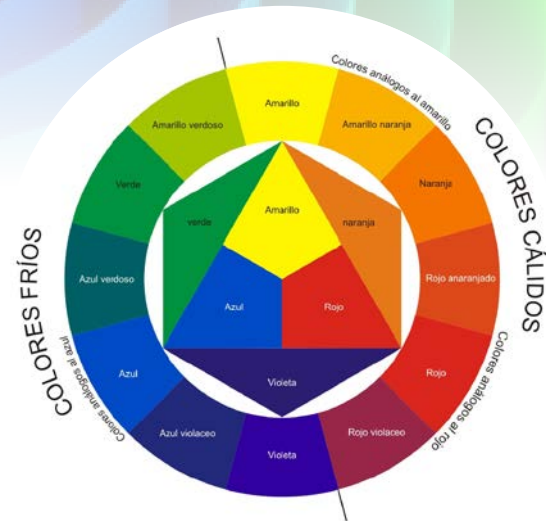 Colores análogos al amarillo
Amarillo
Amarillo verdoso
Amarillo naranja
COLORES CÁLIDOS
Verde
Naranja
Amarillo
verde
naranja
COLORES FRÍOS
Azul verdoso
Rojo anaranjado
Azul
Rojo
Colores análogos al azul
Azul
Rojo
Colores análogos al rojo
Violeta
Azul violaceo
Rojo violaceo
Violeta